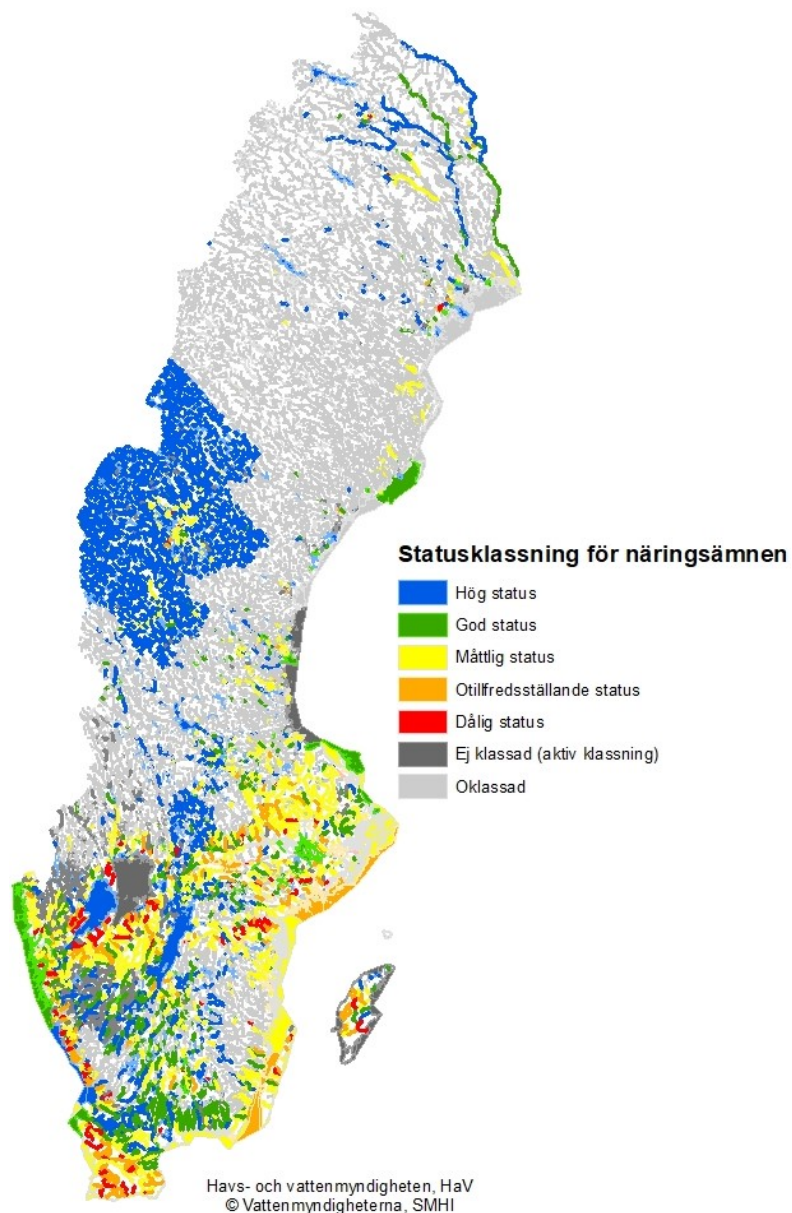 Statusklassning för näringsämnen
Hög status
God status
Måttlig status
Otillfredsställande status
Dålig status
Ej klassad (aktiv klassning)
Oklassad
Havs- och vattenmyndigheten, HaV
© Vattenmyndigheterna, SMHI